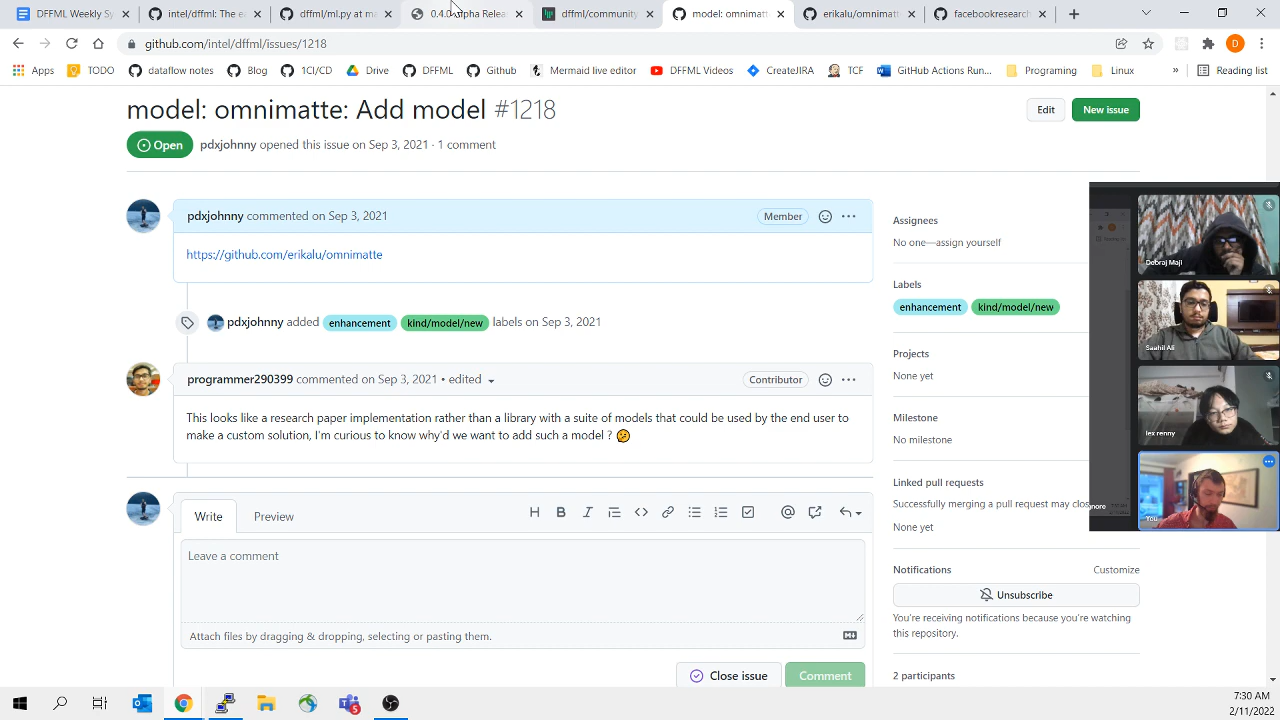 DFFML Weekly Sy
intel/dffml: The e
dffml/nl.py at m
0.4.0
ha Relea
dffml/community
model: omnimatt
erikalu/omnimatt
facebookresearch
github.com/intel/dffml/issues/1218
D
Apps
TODO
dataflow notes
Blog
1CI/CD
Drive
DFFML
Github
Mermaid live editor
DFFML Videos
CreateJIRA
TCF
GitHub Actions Run...
Programing
Linux
»
Reading list
model: omnimatte: Add model #1218
Edit
New issue
Open
pdxjohnny opened this issue on Sep 3, 2021 · 1 comment
pdxjohnny commented on Sep 3, 2021
Member
https://github.com/erikalu/omnimatte
pdxjohnny added enhancement kind/model/new labels on Sep 3, 2021
programmer290399 commented on Sep 3, 2021 • edited
Contributor
This looks like a research paper implementation rather than a library with a suite of models that could be used by the end user to
make a custom solution, I'm curious to know why'd we want to add such a model ?
Write
Preview
Leave a comment
Attach files by dragging & dropping, selecting or pasting them.
Close issue
Comment
Assignees
No one—assign yourself
Labels
enhancement
kind/model/new
Projects
None yet
Milestone
No milestone
Linked pull requests
Successfully merging a pull request may clos
None yet
Notifications
Customize
Unsubscribe
You're receiving notifications because you're watching
this repository.
2 participants
Debraj Maji
Saahil Ali
lex renny
more
You
7:30 AM
2/11/2022